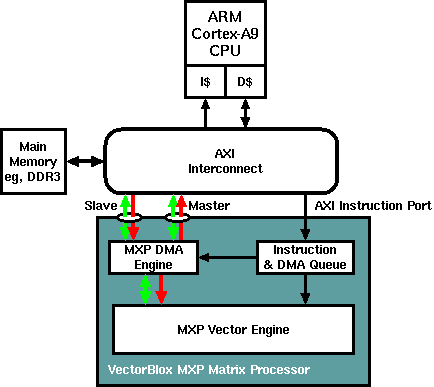 ARM
Cortex-A9
CPU
I$ D$
Main
Memory
eg, DDR3
AXI
Interconnect
Slave Master AXI Instruction Port
MXP DMA
Engine
Instruction
& DMA Queue
MXP Vector Engine
VectorBlox MXP Matrix Processor